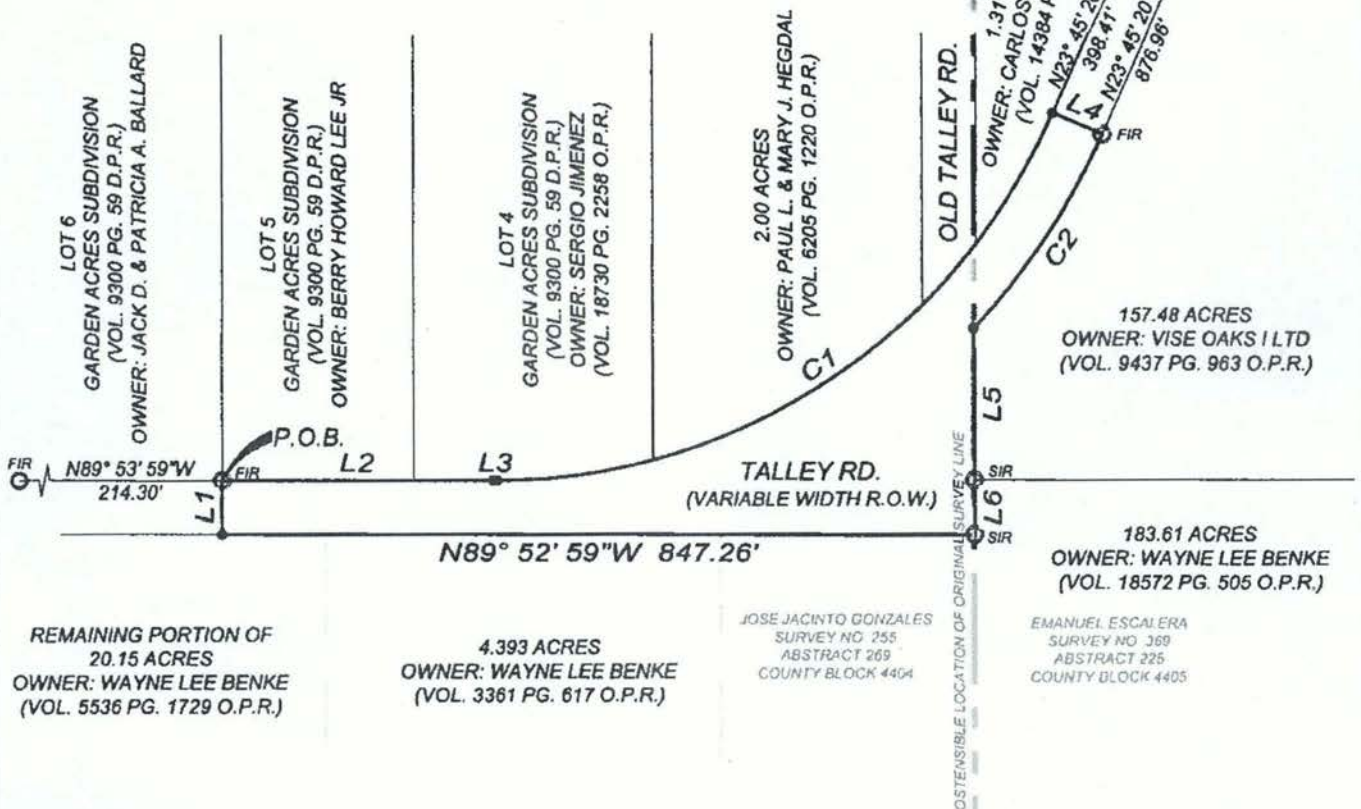 LOT 6
GARDEN ACRES SUBDIVISION
(VOL. 9300 PG. 59 D.P.R.)
OWNER: JACK D. & PATRICIA A. BALLARD
LOT 5
GARDEN ACRES SUBDIVISION
(VOL. 9300 PG. 59 D.P.R.)
OWNER: BERRY HOWARD LEE JR
LOT 4
GARDEN ACRES SUBDIVISION
(VOL. 9300 PG. 59 D.P.R.)
OWNER: SERGIO JIMENEZ
(VOL. 18730 PG. 2258 O.P.R.)
2.00 ACRES
OWNER: PAUL L. & MARY J. HEGDAL
(VOL. 6205 PG. 1220 O.P.R.)
OLD TALLEY RD.
1.31
OWNER: CARLOS
(VOL. 14384
N23° 45'
398.41'
N23° 45' 20
876.96'
L4
FIR
C2
C1
157.48 ACRES
OWNER: VISE OAKS I LTD
(VOL. 9437 PG. 963 O.P.R.)
L5
P.O.B.
FIR
N89° 53' 59"W
214.30'
FIR
L2
L3
L1
TALLEY RD.
(VARIABLE WIDTH R.O.W.)
SIR
L6
SIR
N89° 52' 59"W 847.26'
183.61 ACRES
OWNER: WAYNE LEE BENKE
(VOL. 18572 PG. 505 O.P.R.)
REMAINING PORTION OF
20.15 ACRES
OWNER: WAYNE LEE BENKE
(VOL. 5536 PG. 1729 O.P.R.)
4.393 ACRES
OWNER: WAYNE LEE BENKE
(VOL. 3361 PG. 617 O.P.R.)
JOSE JACINTO GONZALES
SURVEY NO. 255
ABSTRACT 269
COUNTY BLOCK 4404
OSTENSIBLE LOCATION OF ORIGINAL SURVEY LINE
EMANUEL ESCALERA
SURVEY NO. 369
ABSTRACT 225
COUNTY BLOCK 4405